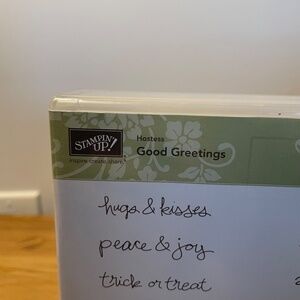 STAMPIN' UP!
inspire.create.share.
Hostess
Good Greetings
hugs & kisses
peace & joy
trick or treat